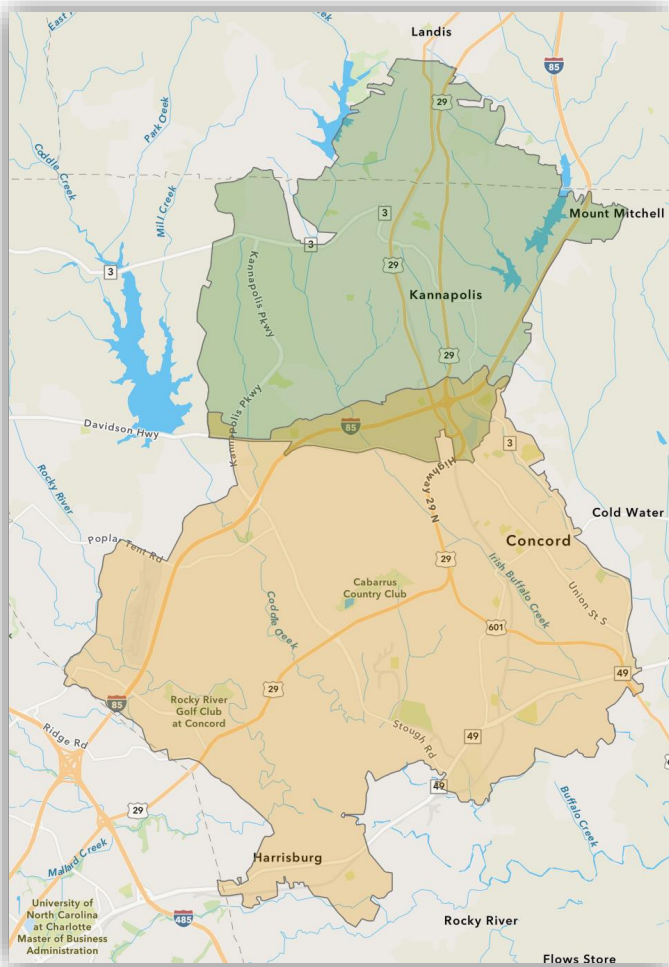 Landis
East
Creek
85
29
Park Creek
Coddle Creek
Mill Creek
3
Mount Mitchell
3
3
Kannapolis Pkwy
29
Kannapolis
29
Kannapolis Pkwy
85
Davidson Hwy
3
Highway 29 N
Rocky River
Cold Water
Poplar Tent Rd
Concord
29
Irish Buffalo Creek
Cabarrus
Country Club
Union St S
Coddle Creek
601
49
29
Rocky River
Golf Club
at Concord
85
Stough Rd
49
Ridge Rd
49
29
Buffalo Creek
Mallard Creek
Harrisburg
University of
North Carolina
at Charlotte
Master of Business
Administration
485
Rocky River
Flows Store